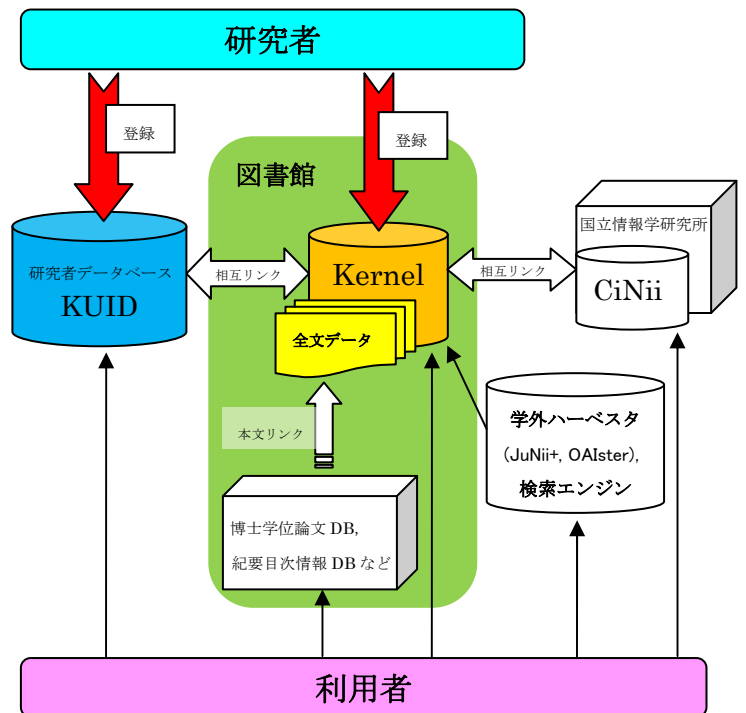 研究者
登録
登録
図書館
国立情報学研究所
研究者データベース
KUID
相互リンク
Kernel
相互リンク
CiNii
全文データ
学外ハーベスタ
(JuNii+, OAIster),
検索エンジン
本文リンク
博士学位論文 DB,
紀要目次情報 DB など
利用者